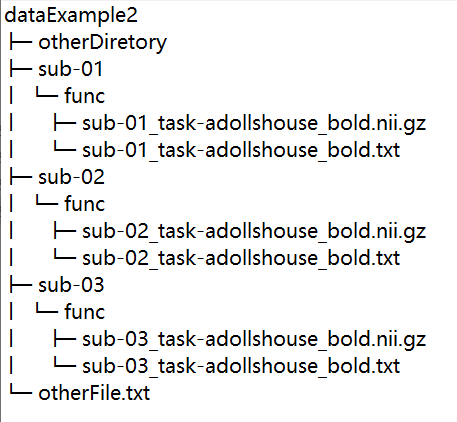 dataExample2
├─ otherDiretory
├─ sub-01
│  └─ func
│     ├─ sub-01_task-adollshouse_bold.nii.gz
│     └─ sub-01_task-adollshouse_bold.txt
├─ sub-02
│  └─ func
│     ├─ sub-02_task-adollshouse_bold.nii.gz
│     └─ sub-02_task-adollshouse_bold.txt
├─ sub-03
│  └─ func
│     ├─ sub-03_task-adollshouse_bold.nii.gz
│     └─ sub-03_task-adollshouse_bold.txt
└─ otherFile.txt